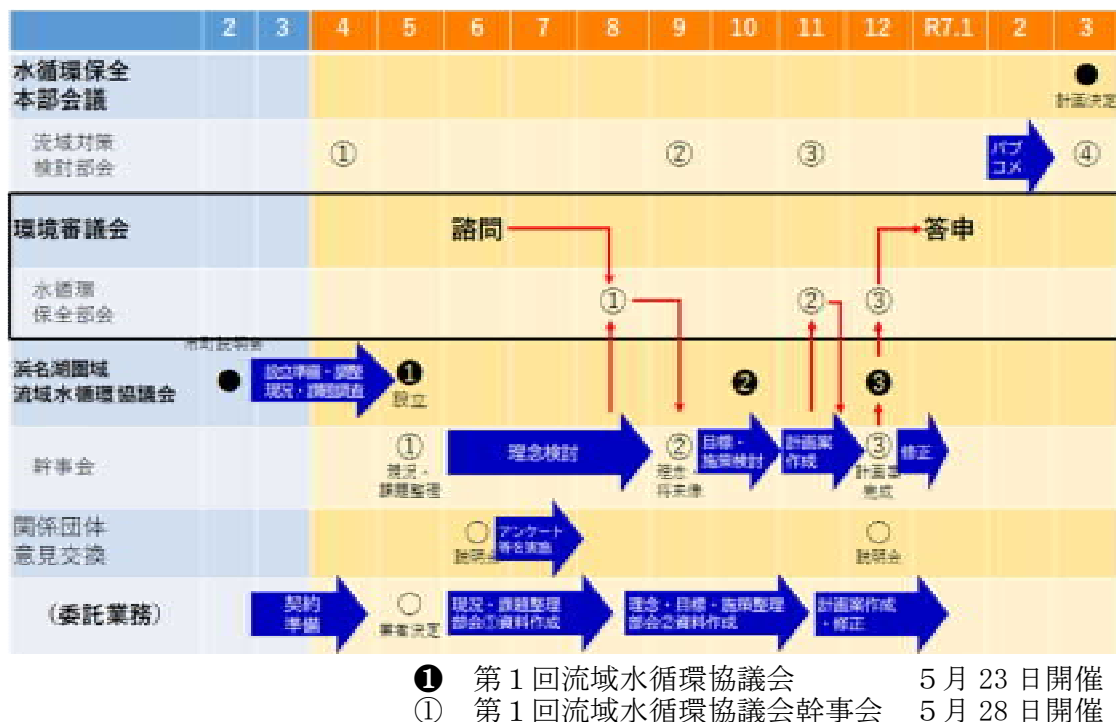 2 3 4 5 6 7 8 9 10 11 12 R7.1 2 3
水循環保全
本部会議
●
計画決定
流域対策
検討部会
① ② ③ パブ
コメ ④
環境審議会 諮問 答申
水循環
保全部会
① ② ③
市町説明会
浜名湖圏域
流域水循環協議会
● 設立準備・調整
現況・課題調査
❶
設立
❷ ❸
幹事会
①
現況・
課題整理
理念検討
②
理念・
将来像
目標・
施策検討
計画案
作成
③
計画案
完成
修正
関係団体
意見交換
○
説明会
アンケート
等を実施
○
説明会
(委託業務)
契約
準備
○
業者決定
現況・課題整理
部会①資料作成
理念・目標・施策整理
部会②資料作成
計画案作成
・修正
❶ 第1回流域水循環協議会 5月23日開催
① 第1回流域水循環協議会幹事会 5月28日開催